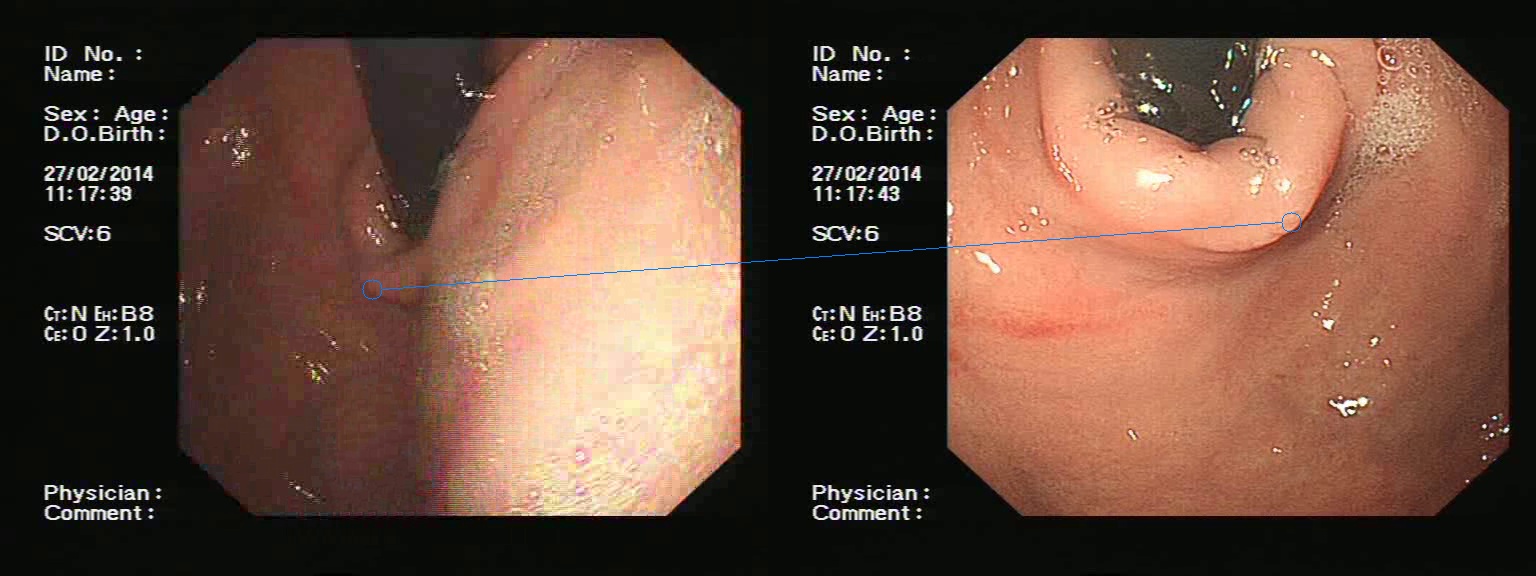 ID No. :
Name:
Sex: Age:
D.O.Birth:
27/02/2014
11:17:39
SCV:6
CT:N EH:B8
CE:0 Z:1.0
Physician:
Comment:
ID No. :
Name:
Sex: Age:
D.O.Birth:
27/02/2014
11:17:43
SCV:6
CT:N EH:B8
CE:0 Z:1.0
Physician:
Comment: